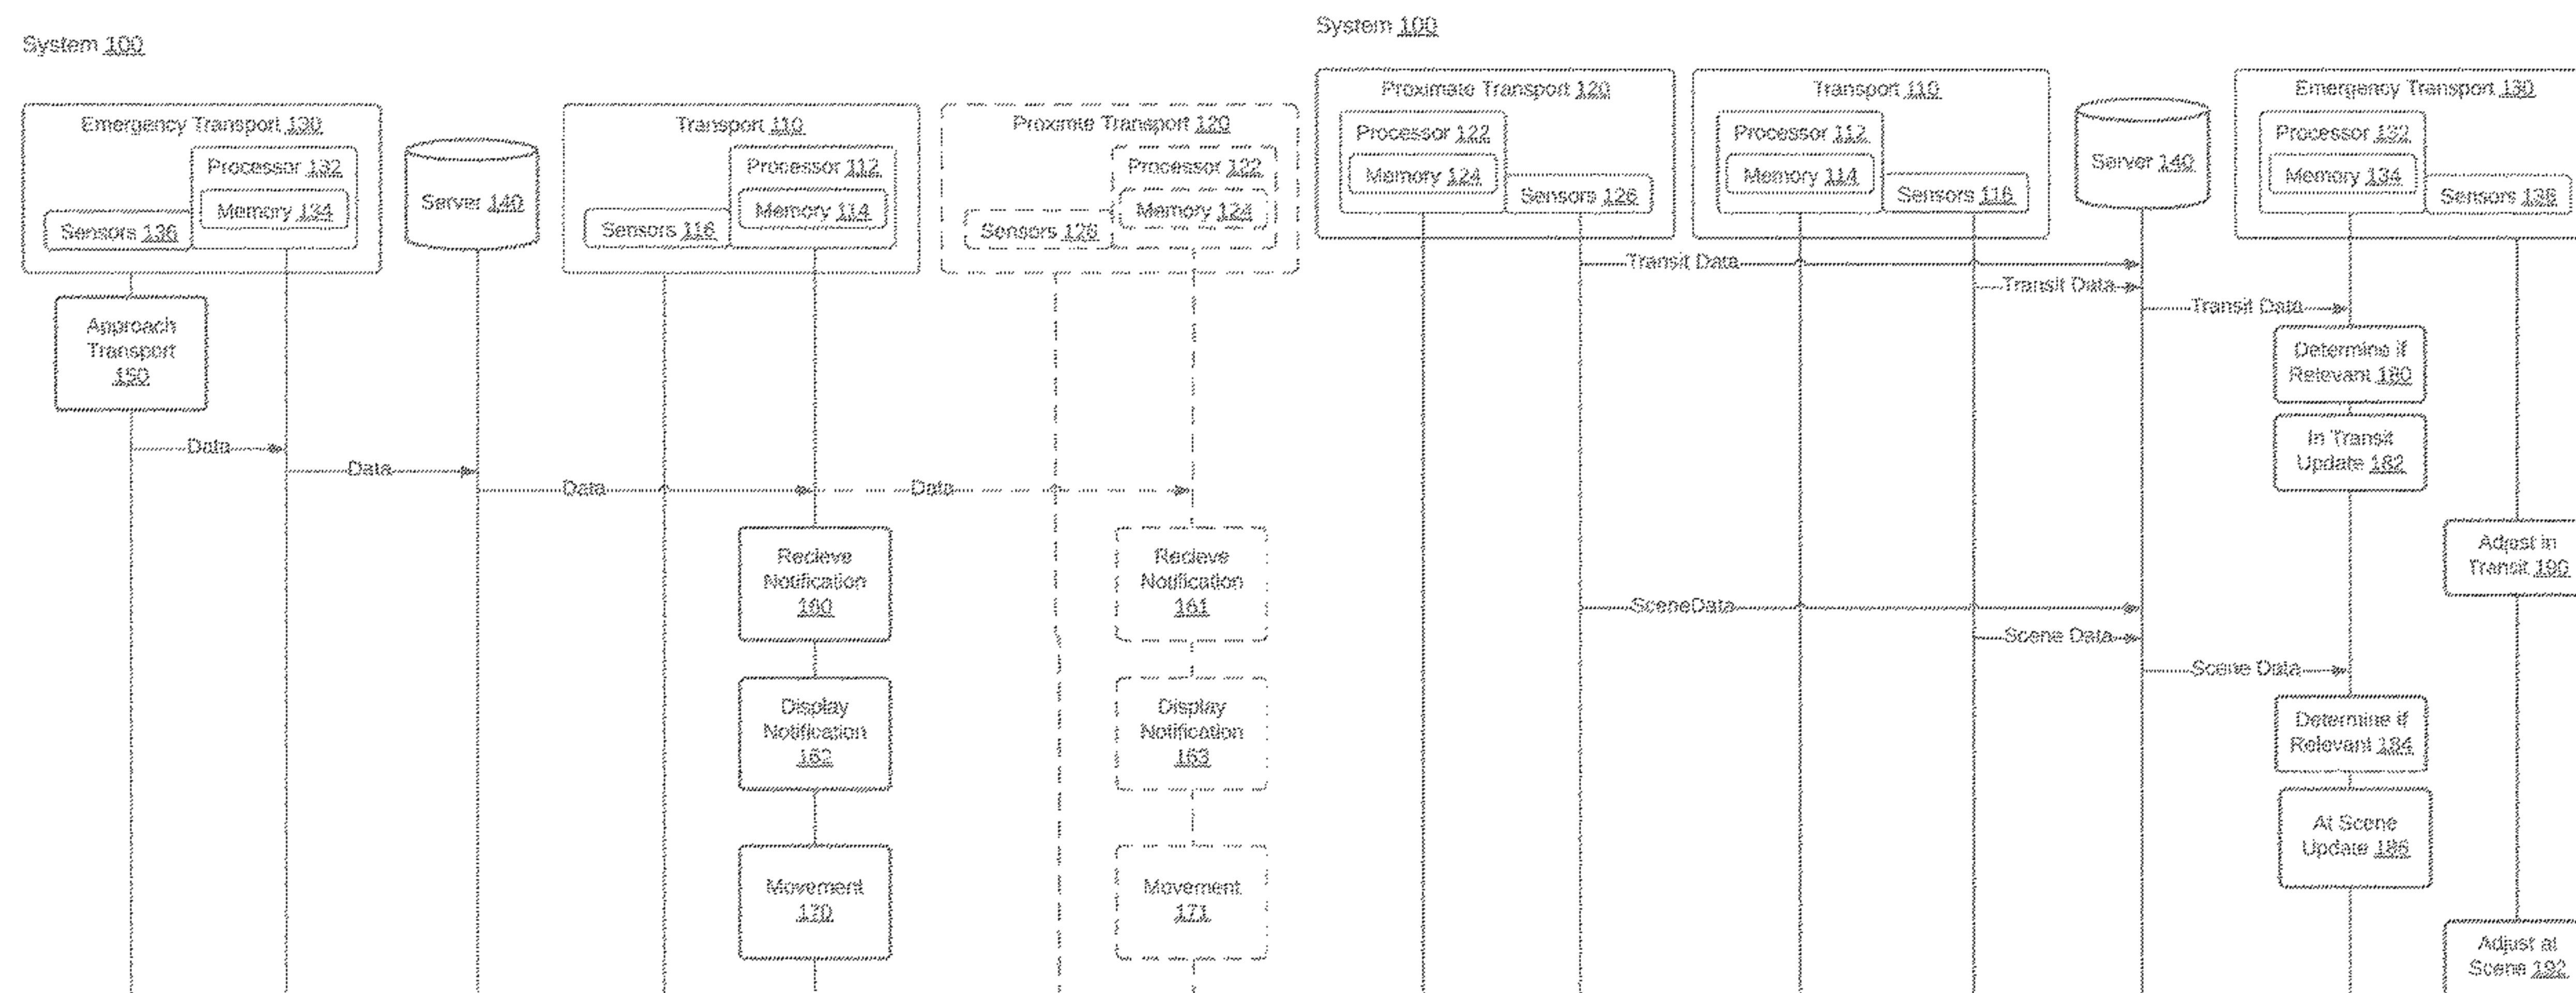 System 100
Emergency Transport 130
Processor 132
Memory 134
Sensors 136
Server 140
Transport 110
Processor 112
Memory 114
Sensors 116
Proximate Transport 120
Processor 122
Memory 124
Sensors 126
Approach
Transport
150
Data
Data
Data
Data
Recieve
Notification
160
Recieve
Notification
161
Display
Notification
162
Display
Notification
163
Movement
170
Movement
171
System 100
Proximate Transport 120
Processor 122
Memory 124
Sensors 126
Transport 110
Processor 112
Memory 114
Sensors 116
Server 140
Emergency Transport 130
Processor 132
Memory 134
Sensors 136
Transit Data
Transit Data
Transit Data
Determine if
Relevant 180
In Transit
Update 182
Adjust in
Transit 190
SceneData
Scene Data
Scene Data
Determine if
Relevant 184
At Scene
Update 186
Adjust at
Scene 192